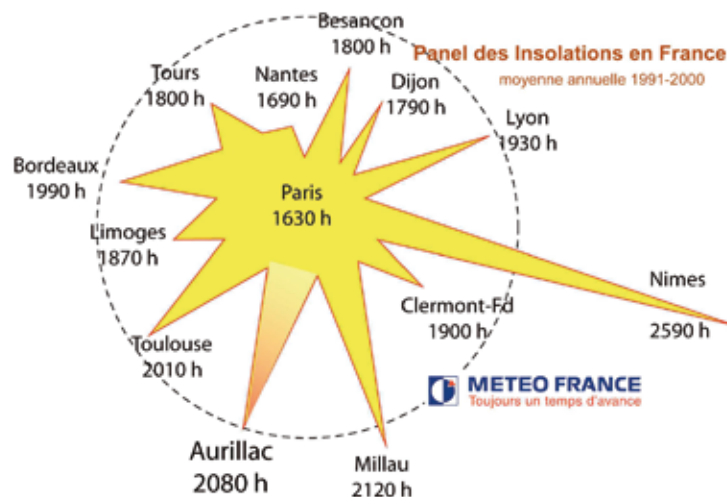 Besançon
1800 h
Panel des Insolations en France
moyenne annuelle 1991-2000
Tours
1800 h
Nantes
1690 h
Dijon
1790 h
Lyon
1930 h
Bordeaux
1990 h
Paris
1630 h
Limoges
1870 h
Nimes
2590 h
Clermont-Fd
1900 h
Toulouse
2010 h
METEO FRANCE
Toujours un temps d'avance
Aurillac
2080 h
Millau
2120 h